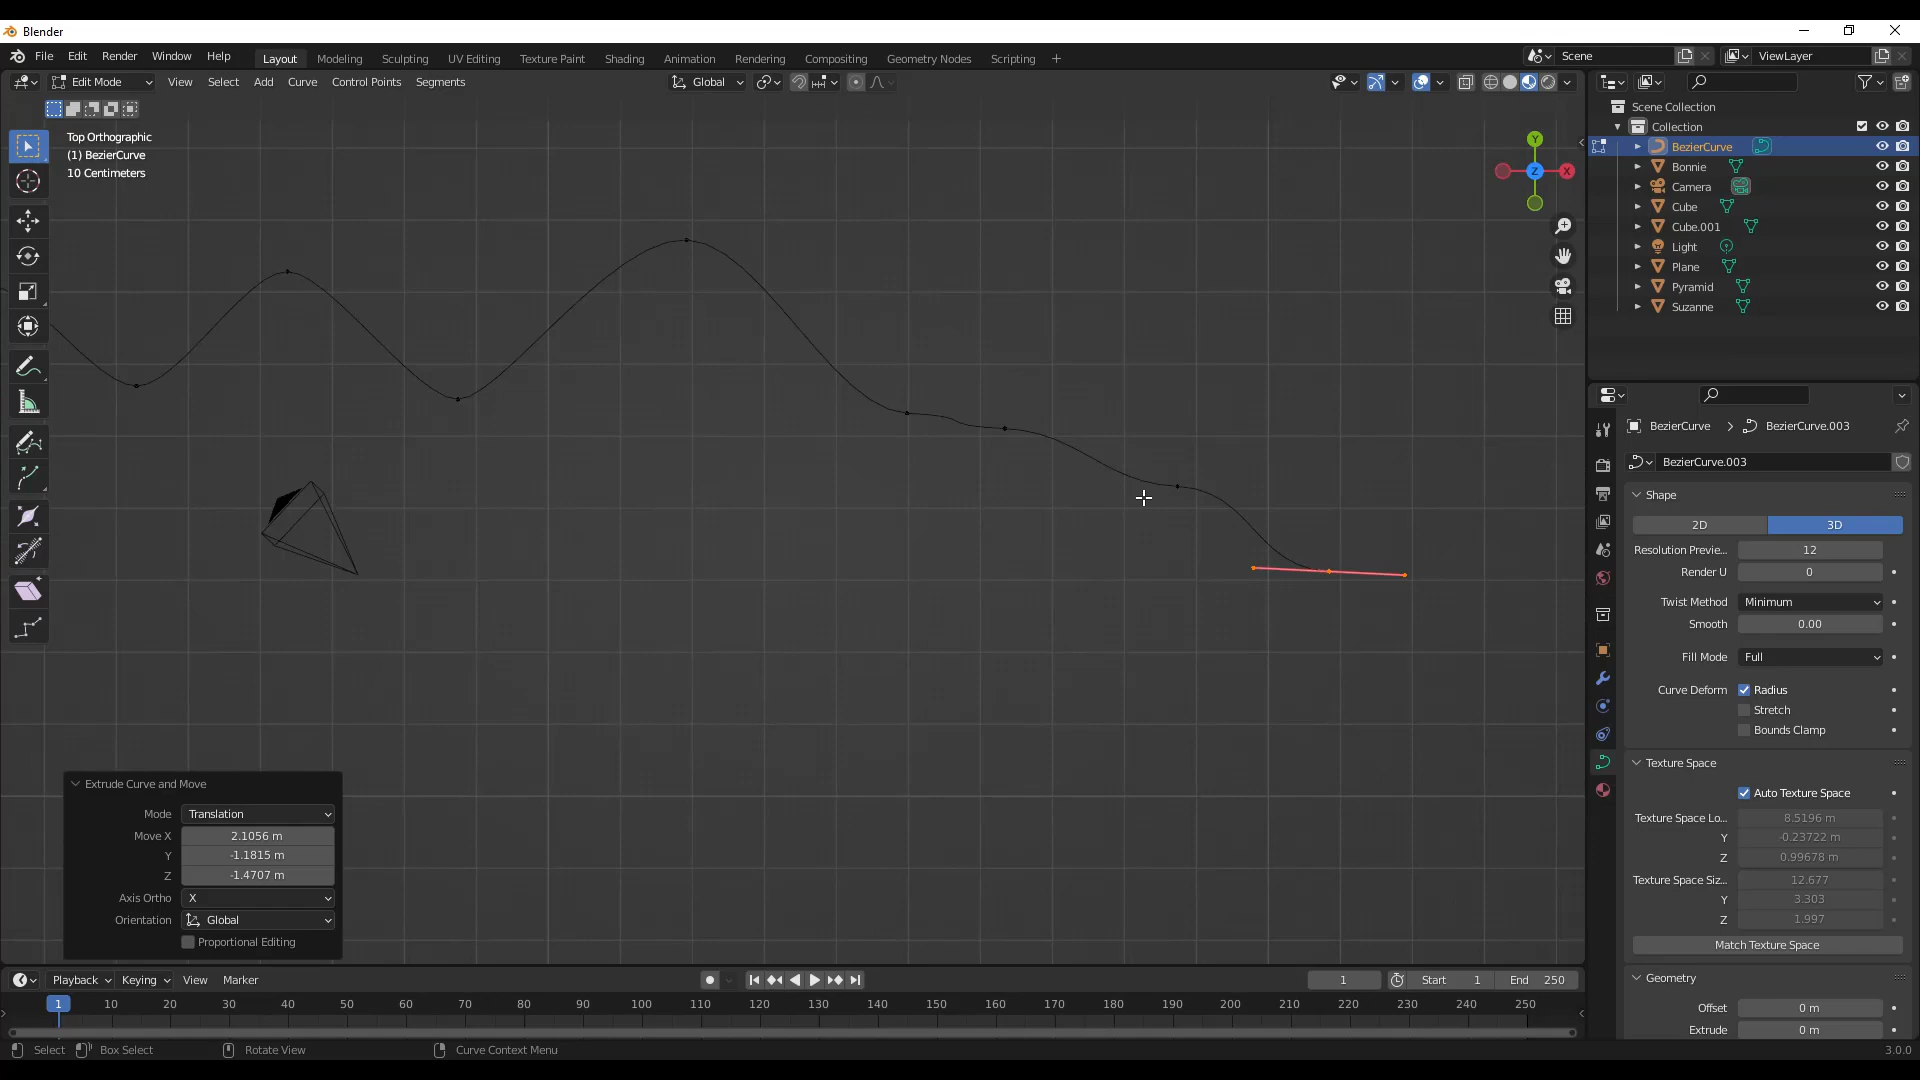 Blender
File Edit Render Window Help Layout Modeling Sculpting UV Editing Texture Paint Shading Animation Rendering Compositing Geometry Nodes Scripting + Scene ViewLayer
Edit Mode View Select Add Curve Control Points Segments Global
Top Orthographic
(1) BezierCurve
10 Centimeters
Y
Z X
Scene Collection
Collection
BezierCurve
Bonnie
Camera
Cube
Cube.001
Light
Plane
Pyramid
Suzanne
BezierCurve > BezierCurve.003
BezierCurve.003
Shape
2D 3D
Resolution Previe... 12
Render U 0
Twist Method Minimum
Smooth 0.00
Fill Mode Full
Curve Deform Radius
Stretch
Bounds Clamp
Texture Space
Auto Texture Space
Texture Space Lo... 8.5196 m
Y -0.23722 m
Z 0.99678 m
Texture Space Siz... 12.677
Y 3.303
Z 1.997
Match Texture Space
Geometry
Offset 0 m
Extrude 0 m
Extrude Curve and Move
Mode Translation
Move X 2.1056 m
Y -1.1815 m
Z -1.4707 m
Axis Ortho X
Orientation Global
Proportional Editing
Playback Keying View Marker 1 Start 1 End 250
1 10 20 30 40 50 60 70 80 90 100 110 120 130 140 150 160 170 180 190 200 210 220 230 240 250
Select Box Select Rotate View Curve Context Menu 3.0.0